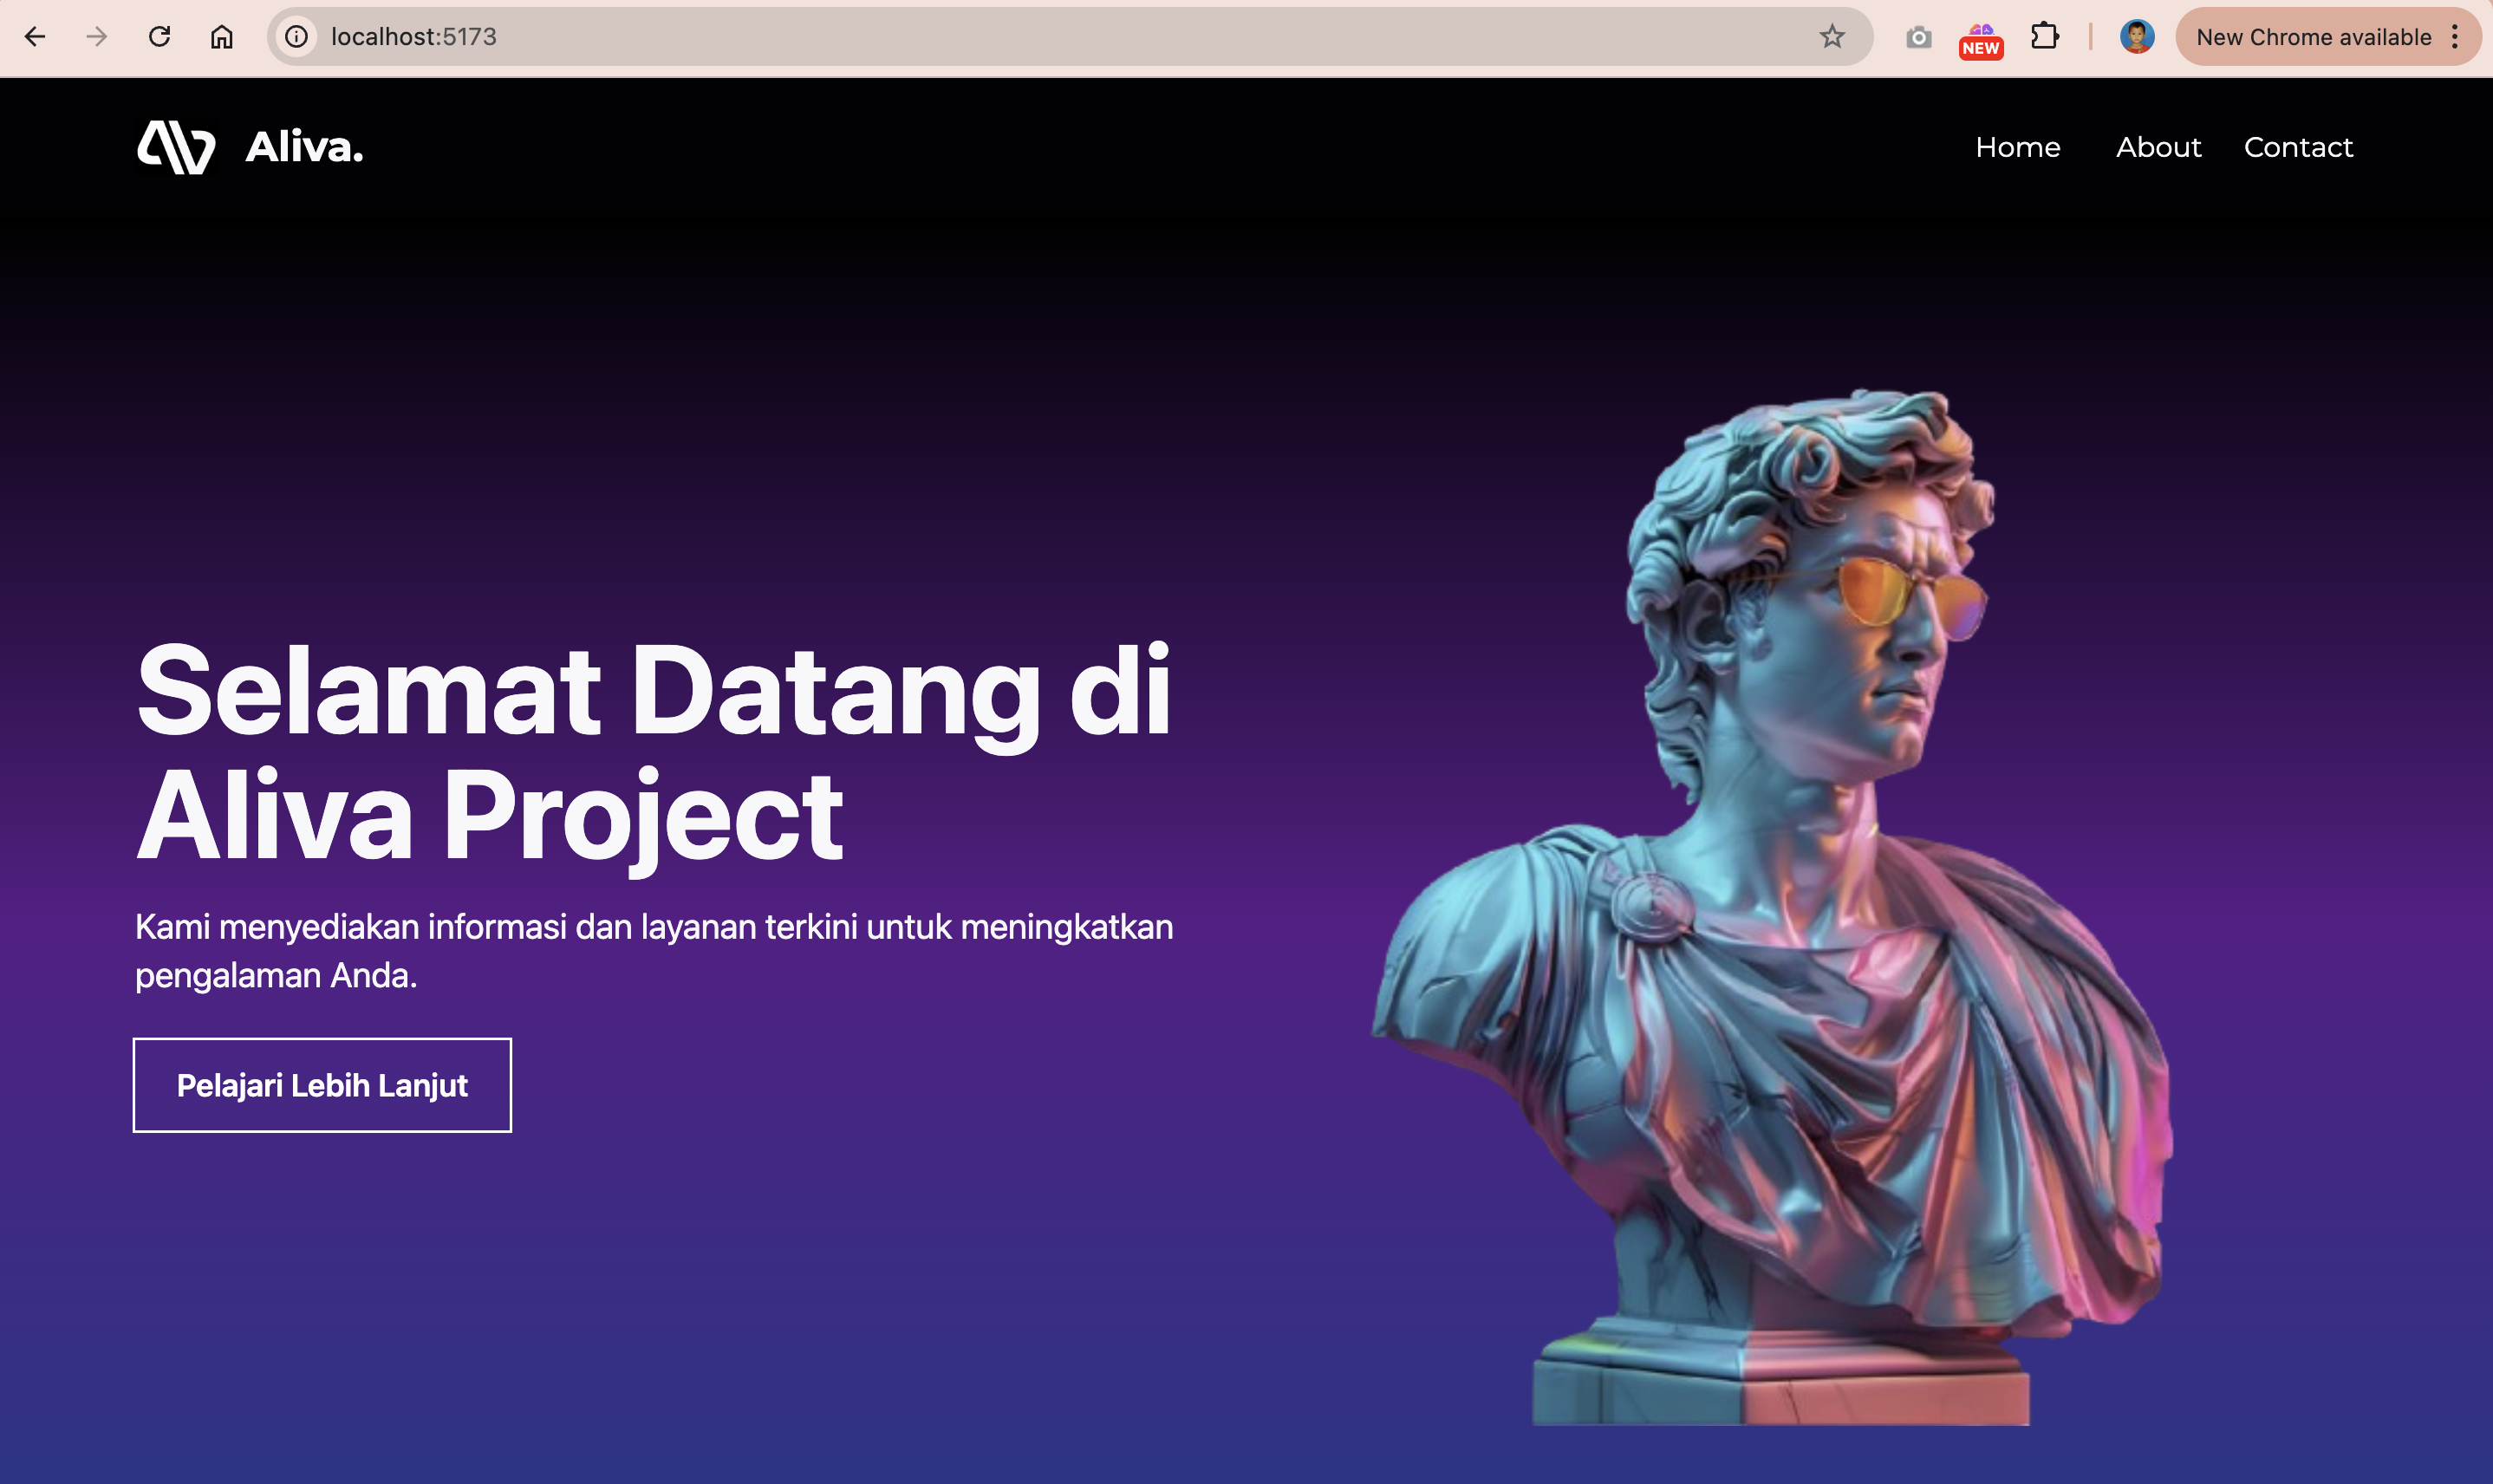 localhost:5173
NEW
New Chrome available
Aliva.
Home About Contact
Selamat Datang di
Aliva Project
Kami menyediakan informasi dan layanan terkini untuk meningkatkan
pengalaman Anda.
Pelajari Lebih Lanjut